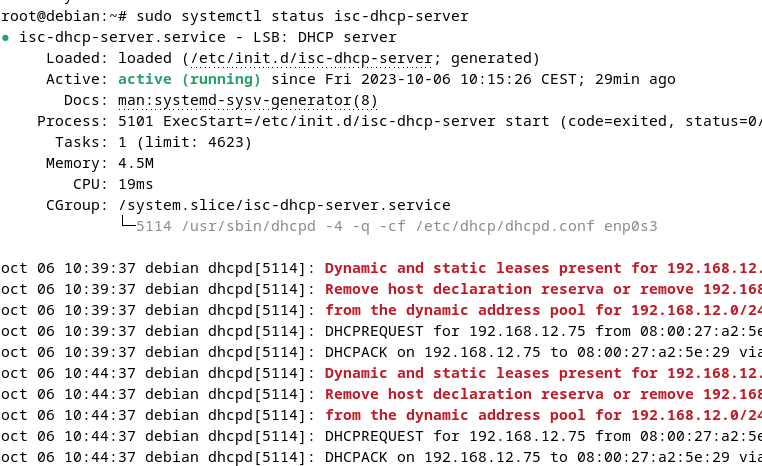 root@debian:~# sudo systemctl status isc-dhcp-server
● isc-dhcp-server.service - LSB: DHCP server
Loaded: loaded (/etc/init.d/isc-dhcp-server; generated)
Active: active (running) since Fri 2023-10-06 10:15:26 CEST; 29min ago
Docs: man:systemd-sysv-generator(8)
Process: 5101 ExecStart=/etc/init.d/isc-dhcp-server start (code=exited, status=0/
Tasks: 1 (limit: 4623)
Memory: 4.5M
CPU: 19ms
CGroup: /system.slice/isc-dhcp-server.service
└─5114 /usr/sbin/dhcpd -4 -q -cf /etc/dhcp/dhcpd.conf enp0s3
oct 06 10:39:37 debian dhcpd[5114]: Dynamic and static leases present for 192.168.12.
oct 06 10:39:37 debian dhcpd[5114]: Remove host declaration reserva or remove 192.168
oct 06 10:39:37 debian dhcpd[5114]: from the dynamic address pool for 192.168.12.0/24
oct 06 10:39:37 debian dhcpd[5114]: DHCPREQUEST for 192.168.12.75 from 08:00:27:a2:5e
oct 06 10:39:37 debian dhcpd[5114]: DHCPACK on 192.168.12.75 to 08:00:27:a2:5e:29 via
oct 06 10:44:37 debian dhcpd[5114]: Dynamic and static leases present for 192.168.12.
oct 06 10:44:37 debian dhcpd[5114]: Remove host declaration reserva or remove 192.168
oct 06 10:44:37 debian dhcpd[5114]: from the dynamic address pool for 192.168.12.0/24
oct 06 10:44:37 debian dhcpd[5114]: DHCPREQUEST for 192.168.12.75 from 08:00:27:a2:5e
oct 06 10:44:37 debian dhcpd[5114]: DHCPACK on 192.168.12.75 to 08:00:27:a2:5e:29 via